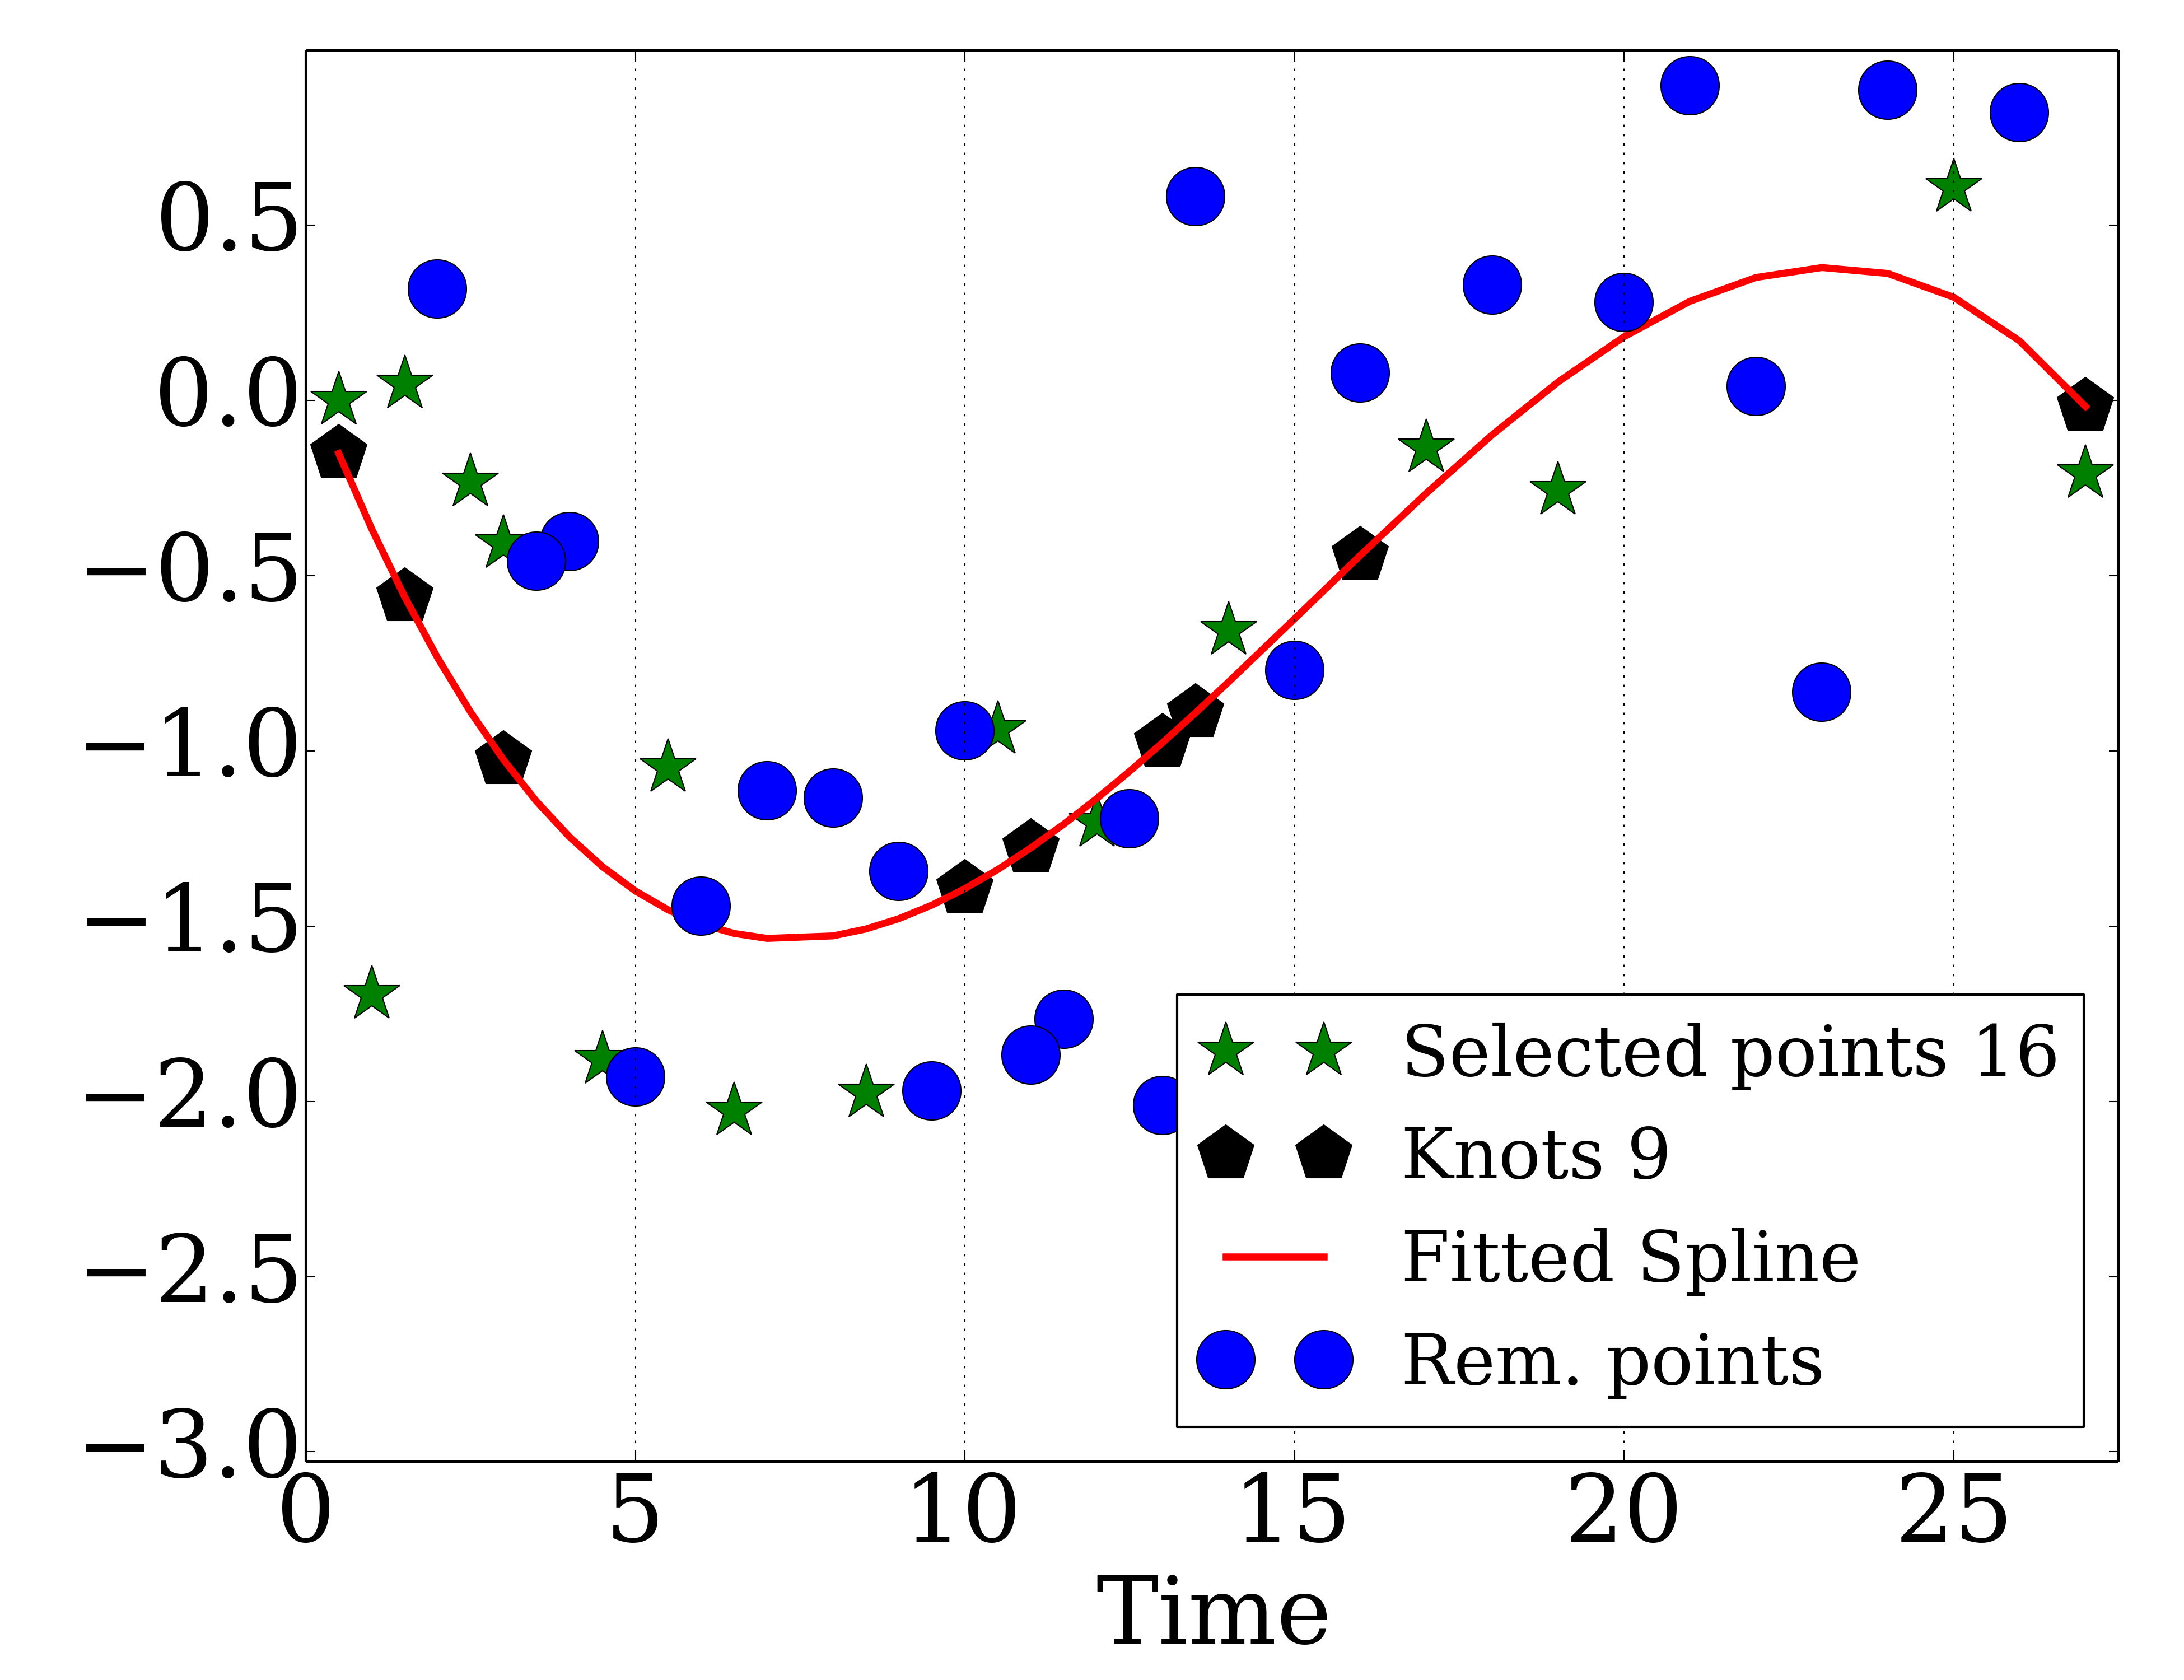 0.5
0.0
−0.5
−1.0
−1.5
−2.0
−2.5
−3.0
0 5 10 15 20 25
Time
Selected points 16
Knots 9
Fitted Spline
Rem. points